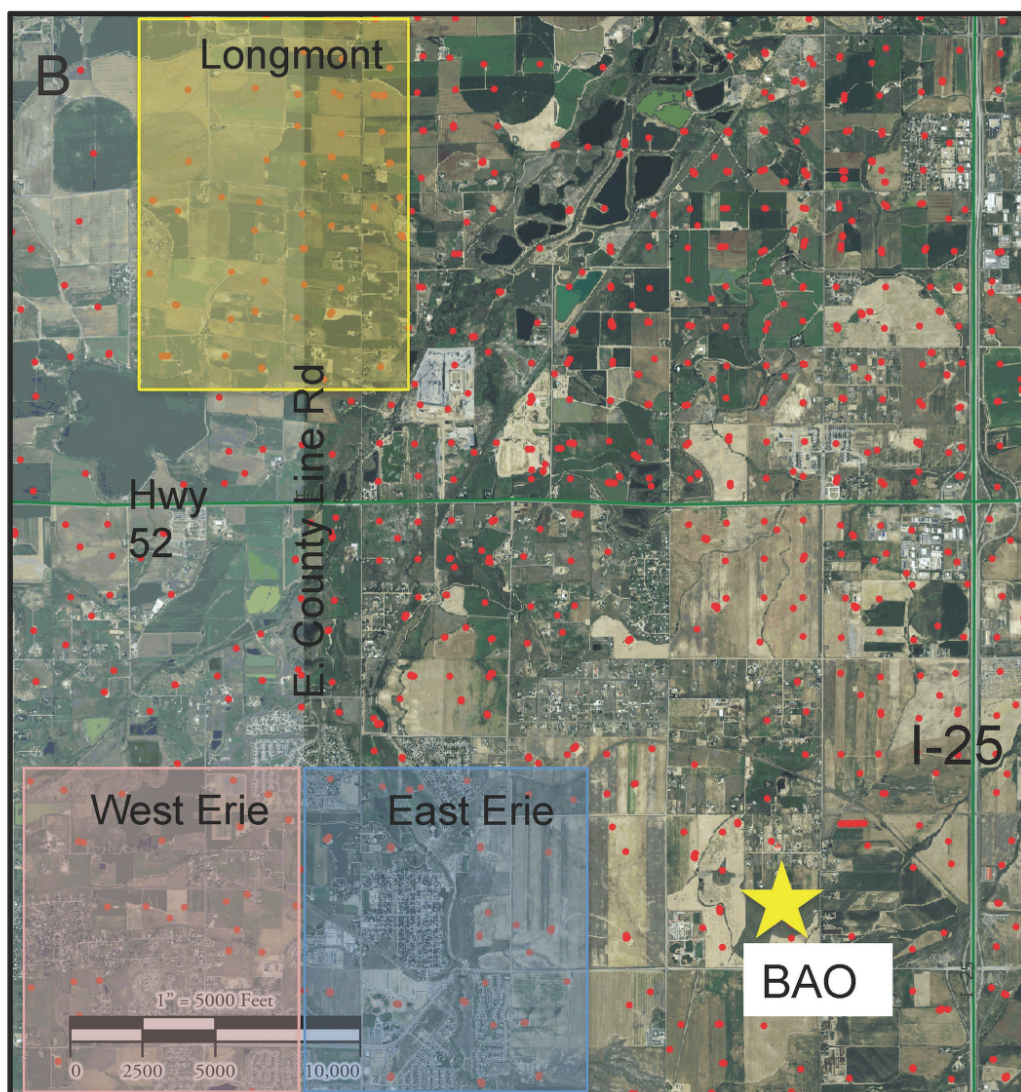 B
Longmont
E. County Line Rd
Hwy
52
I-25
West Erie
East Erie
BAO
1" = 5000 Feet
0 2500 5000 10,000